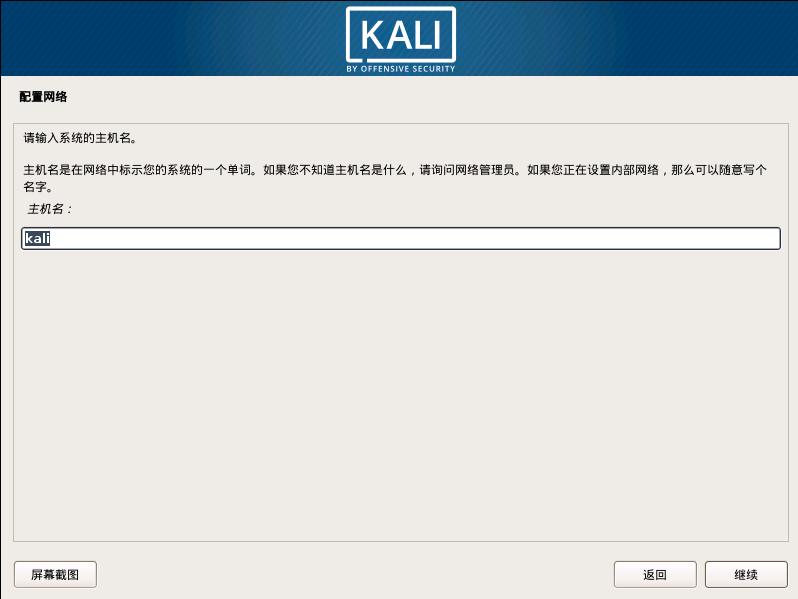 KALI
BY OFFENSIVE SECURITY
配置网络
请输入系统的主机名。
主机名是在网络中标示您的系统的一个单词。如果您不知道主机名是什么，请询问网络管理员。如果您正在设置内部网络，那么可以随意写个
名字。
主机名：
kali
屏幕截图
返回
继续